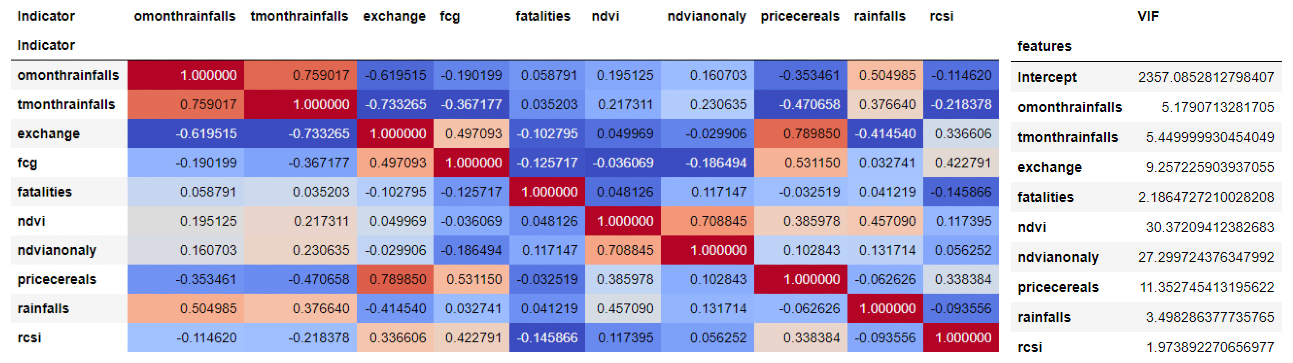 Indicator omonthrainfalls tmonthrainfalls exchange fcg fatalities ndvi ndvianonaly pricecereals rainfalls rcsi
Indicator
omonthrainfalls 1.000000 0.759017 -0.619515 -0.190199 0.058791 0.195125 0.160703 -0.353461 0.504985 -0.114620
tmonthrainfalls 0.759017 1.000000 -0.733265 -0.367177 0.035203 0.217311 0.230635 -0.470658 0.376640 -0.218378
exchange -0.619515 -0.733265 1.000000 0.497093 -0.102795 0.049969 -0.029906 0.789850 -0.414540 0.336606
fcg -0.190199 -0.367177 0.497093 1.000000 -0.125717 -0.036069 -0.186494 0.531150 0.032741 0.422791
fatalities 0.058791 0.035203 -0.102795 -0.125717 1.000000 0.048126 0.117147 -0.032519 0.041219 -0.145866
ndvi 0.195125 0.217311 0.049969 -0.036069 0.048126 1.000000 0.708845 0.385978 0.457090 0.117395
ndvianonaly 0.160703 0.230635 -0.029906 -0.186494 0.117147 0.708845 1.000000 0.102843 0.131714 0.056252
pricecereals -0.353461 -0.470658 0.789850 0.531150 -0.032519 0.385978 0.102843 1.000000 -0.062626 0.338384
rainfalls 0.504985 0.376640 -0.414540 0.032741 0.041219 0.457090 0.131714 -0.062626 1.000000 -0.093556
rcsi -0.114620 -0.218378 0.336606 0.422791 -0.145866 0.117395 0.056252 0.338384 -0.093556 1.000000
VIF
features
Intercept 2357.0852812798407
omonthrainfalls 5.1790713281705
tmonthrainfalls 5.449999930454049
exchange 9.257225903937055
fatalities 2.1864727210028208
ndvi 30.37209412382683
ndvianonaly 27.299724376347992
pricecereals 11.352745413195622
rainfalls 3.498286377735765
rcsi 1.973892270656977